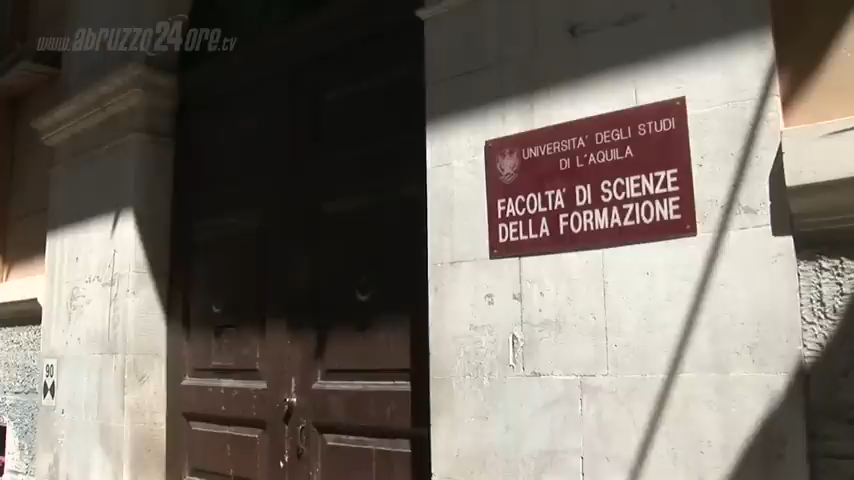 www.abruzzo24ore.tv
UNIVERSITA' DEGLI STUDI
DI L'AQUILA
FACOLTA' DI SCIENZE
DELLA FORMAZIONE
90